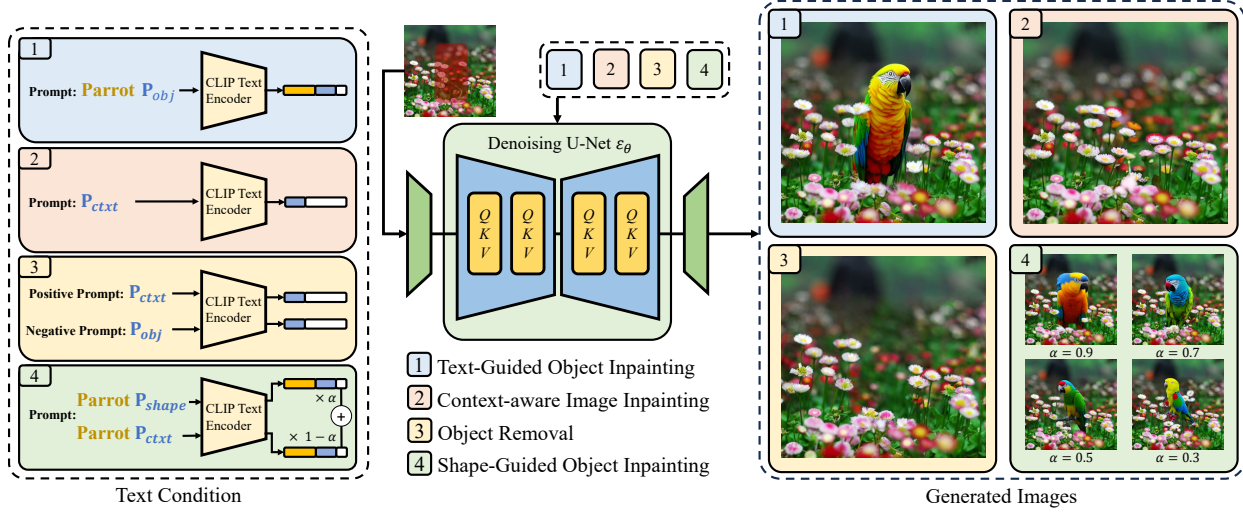 1
Prompt: Parrot P_obj
CLIP Text
Encoder
2
Prompt: P_ctxt
CLIP Text
Encoder
3
Positive Prompt: P_ctxt
Negative Prompt: P_obj
CLIP Text
Encoder
4
Prompt:
Parrot P_shape
Parrot P_ctxt
CLIP Text
Encoder
× α
+
× 1 − α
Text Condition
1 2 3 4
Denoising U-Net ε_θ
Q Q Q Q
K K K K
V V V V
1 Text-Guided Object Inpainting
2 Context-aware Image Inpainting
3 Object Removal
4 Shape-Guided Object Inpainting
1
2
3
4
α = 0.9
α = 0.7
α = 0.5
α = 0.3
Generated Images